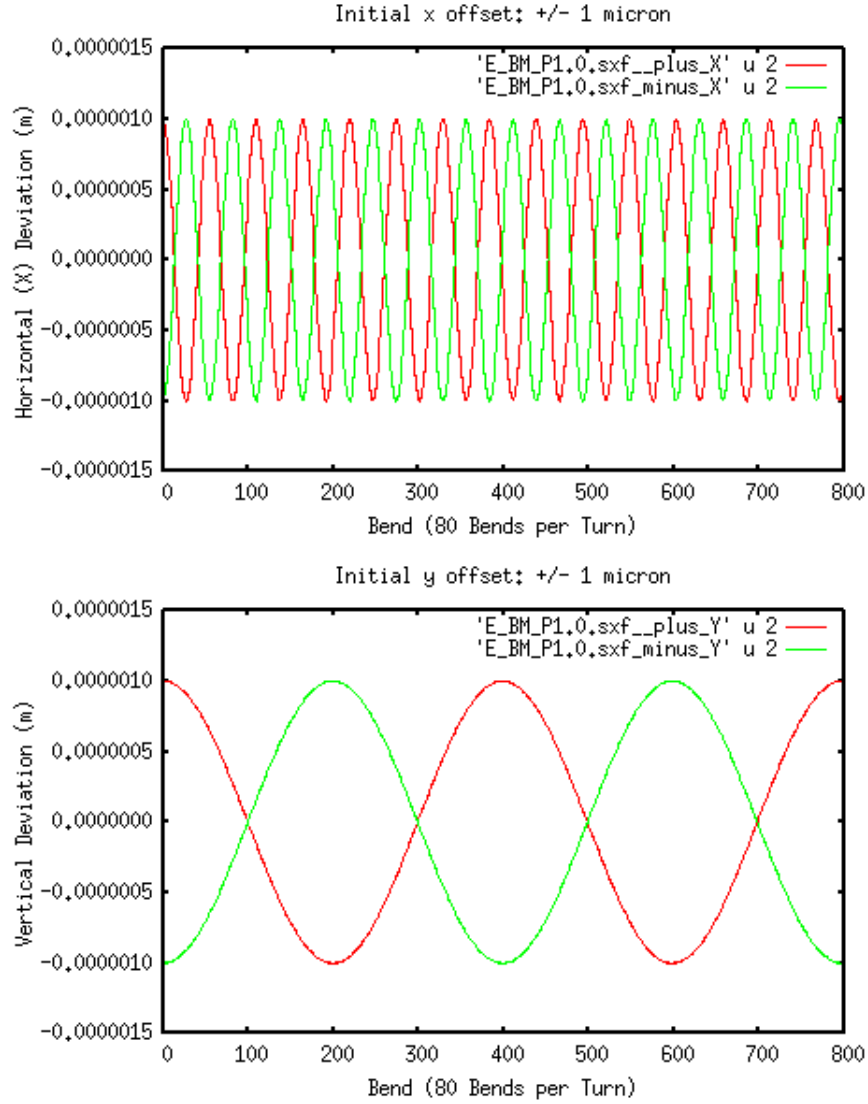 Initial x offset: +/- 1 micron
0.0000015
'E_BM_P1.0.sxf__plus_X' u 2
'E_BM_P1.0.sxf_minus_X' u 2
0.0000010
0.0000005
0.0000000
-0.0000005
-0.0000010
-0.0000015
Horizontal (X) Deviation (m)
0 100 200 300 400 500 600 700 800
Bend (80 Bends per Turn)
Initial y offset: +/- 1 micron
0.0000015
'E_BM_P1.0.sxf__plus_Y' u 2
'E_BM_P1.0.sxf_minus_Y' u 2
0.0000010
0.0000005
0.0000000
-0.0000005
-0.0000010
-0.0000015
Vertical Deviation (m)
0 100 200 300 400 500 600 700 800
Bend (80 Bends per Turn)